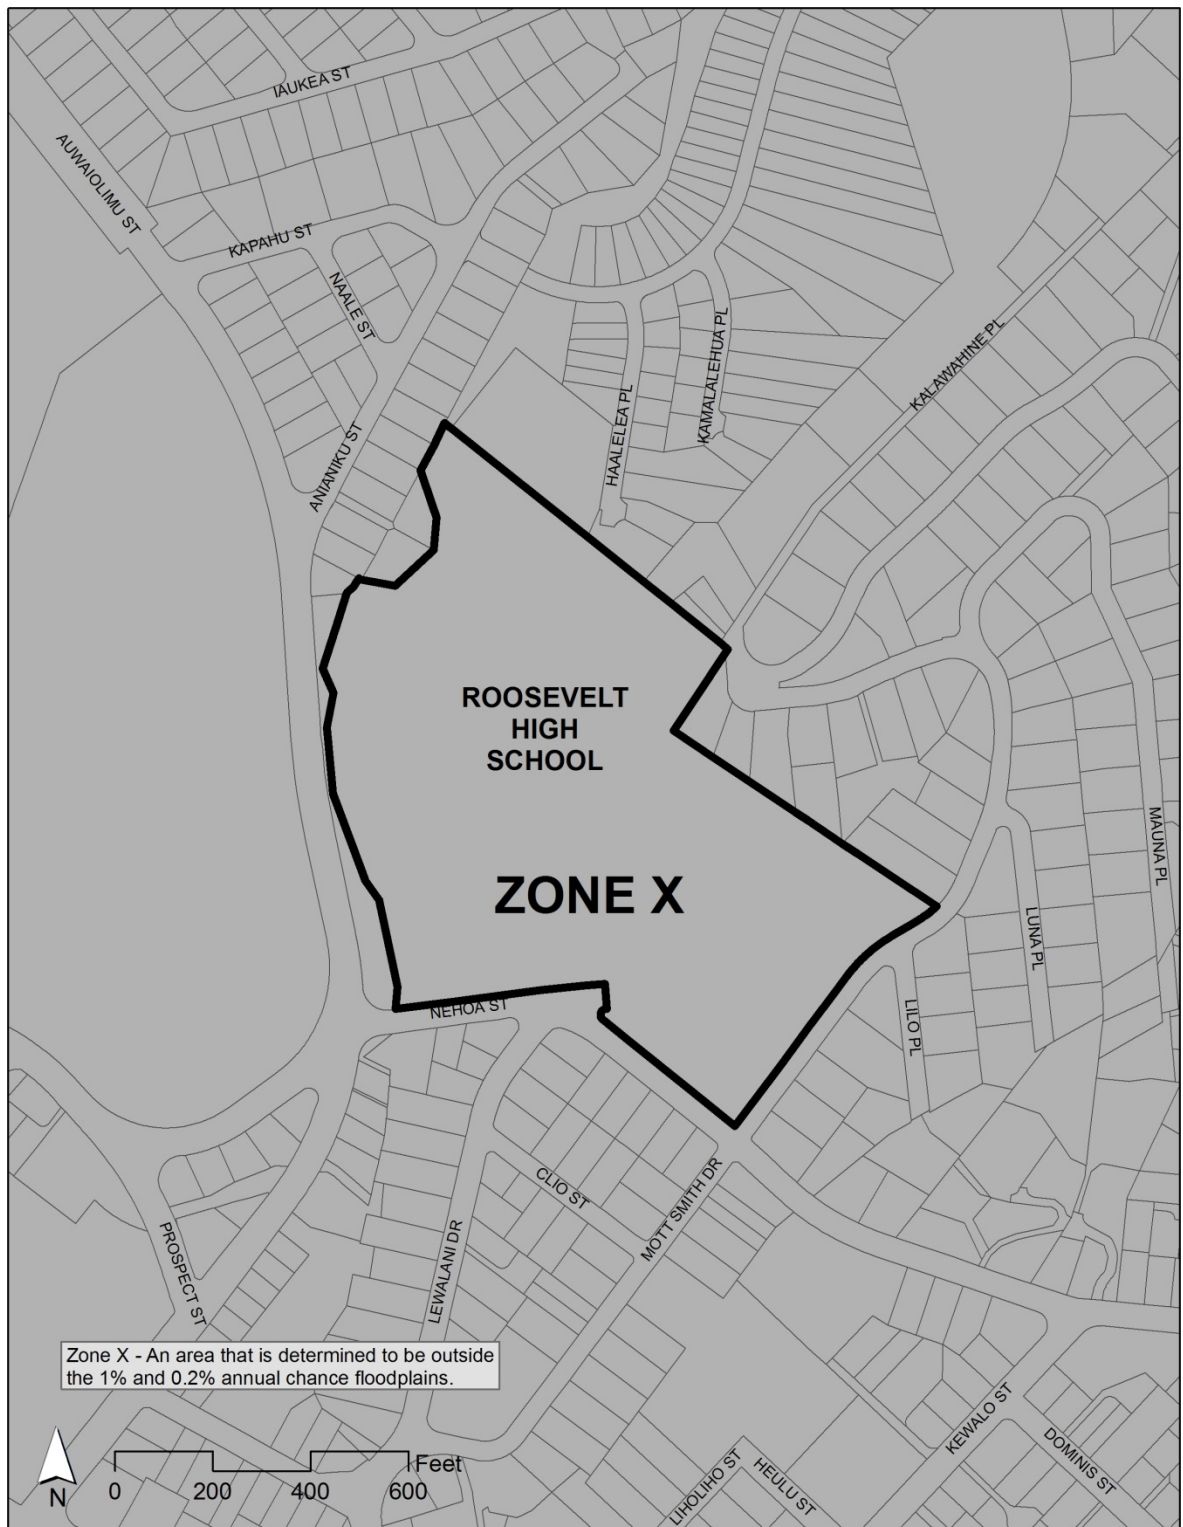 IAUKEA ST
AUWAIOLIMU ST
KAPAHU ST
NAALE ST
KAMALALEHUA PL
KALAWAHINE PL
HAALELEA PL
ANIANIKU ST
ROOSEVELT
HIGH
SCHOOL
MAUNA PL
ZONE X
LUNA PL
NEHOA ST
LILO PL
CLIO ST
MOTT SMITH DR
PROSPECT ST
LEWALANI DR
Zone X - An area that is determined to be outside
the 1% and 0.2% annual chance floodplains.
KEWALO ST
DOMINIS ST
LIHOLIHO ST
HEULU ST
Feet
N
0 200 400 600